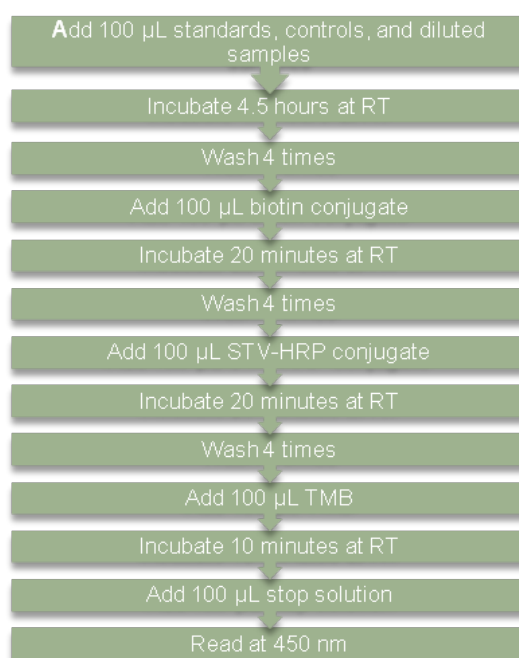 Add 100 µL standards, controls, and diluted
samples
Incubate 4.5 hours at RT
Wash 4 times
Add 100 µL biotin conjugate
Incubate 20 minutes at RT
Wash 4 times
Add 100 µL STV-HRP conjugate
Incubate 20 minutes at RT
Wash 4 times
Add 100 µL TMB
Incubate 10 minutes at RT
Add 100 µL stop solution
Read at 450 nm